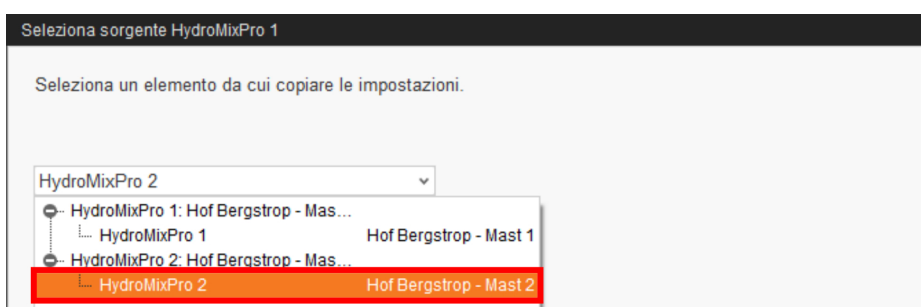 Seleziona sorgente HydroMixPro 1
Seleziona un elemento da cui copiare le impostazioni.
HydroMixPro 2
HydroMixPro 1: Hof Bergstrop - Mas...
HydroMixPro 1 Hof Bergstrop - Mast 1
HydroMixPro 2: Hof Bergstrop - Mas...
HydroMixPro 2 Hof Bergstrop - Mast 2